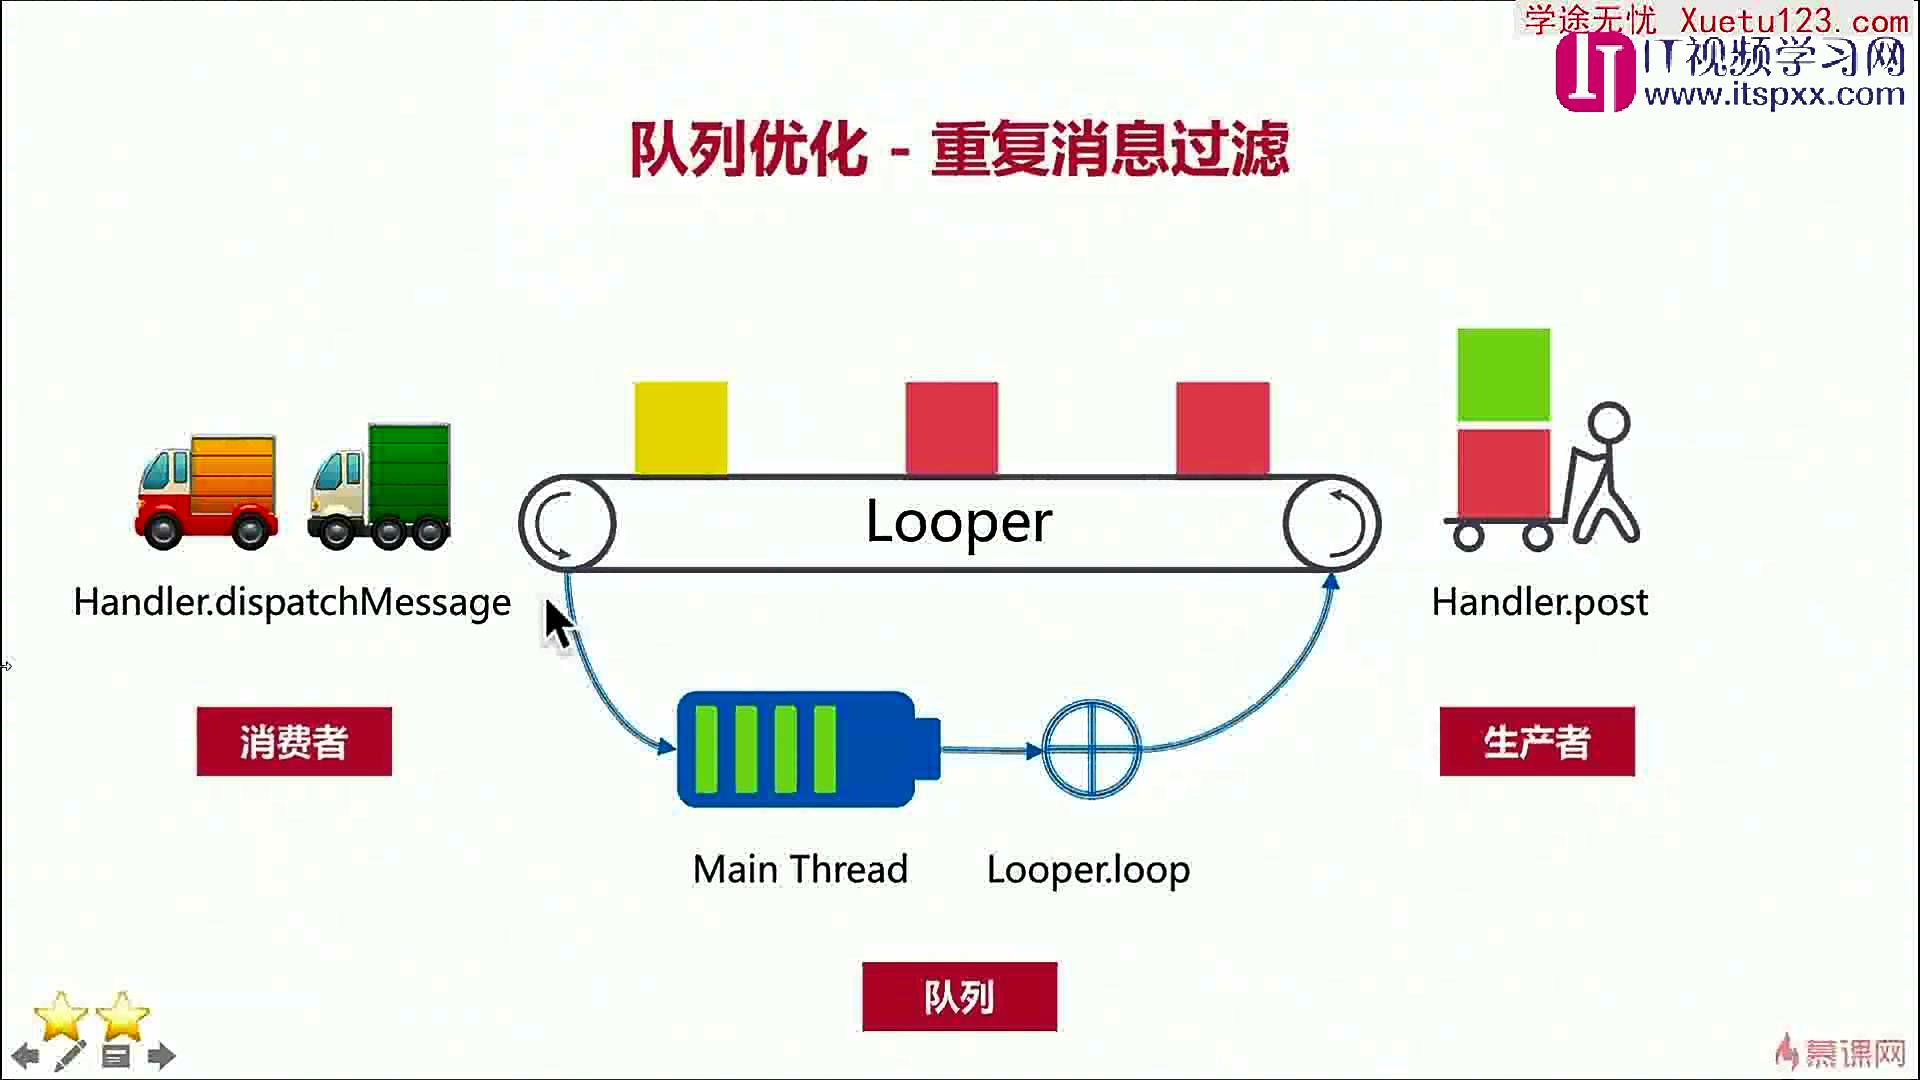 学途无忧 Xuetu123.com
IT视频学习网
www.itspxx.com
队列优化 - 重复消息过滤
Looper
Handler.dispatchMessage
Handler.post
消费者
生产者
Main Thread
Looper.loop
队列
慕课网